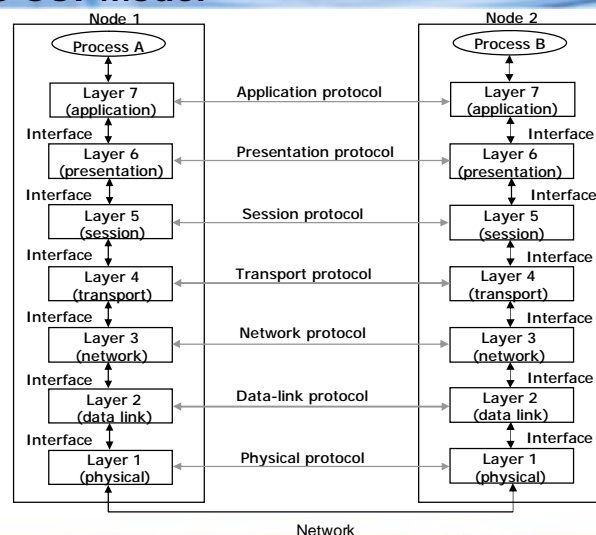 Node 1
Node 2
Process A
Process B
Layer 7
(application)
Application protocol
Layer 7
(application)
Interface
Interface
Layer 6
(presentation)
Presentation protocol
Layer 6
(presentation)
Interface
Interface
Layer 5
(session)
Session protocol
Layer 5
(session)
Interface
Interface
Layer 4
(transport)
Transport protocol
Layer 4
(transport)
Interface
Interface
Layer 3
(network)
Network protocol
Layer 3
(network)
Interface
Interface
Layer 2
(data link)
Data-link protocol
Layer 2
(data link)
Interface
Interface
Layer 1
(physical)
Physical protocol
Layer 1
(physical)
Network